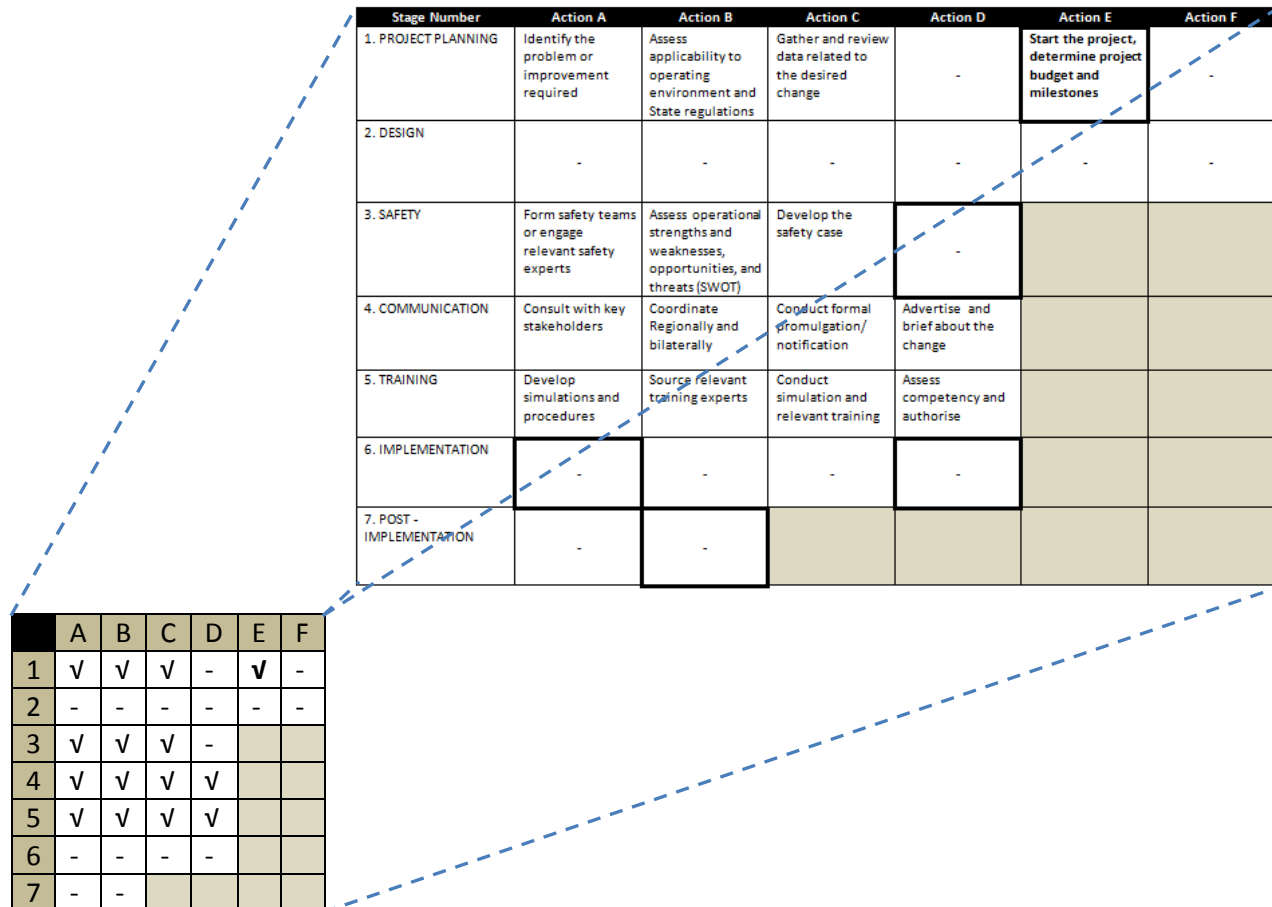 Stage Number Action A Action B Action C Action D Action E Action F
1. PROJECT PLANNING
Identify the
problem or
improvement
required
Assess
applicability to
operating
environment and
State regulations
Gather and review
data related to
the desired
change
-
Start the project,
determine project
budget and
milestones
-
2. DESIGN
- - - - - -
3. SAFETY
Form safety teams
or engage
relevant safety
experts
Assess operational
strengths and
weaknesses,
opportunities, and
threats (SWOT)
Develop the
safety case
-
4. COMMUNICATION
Consult with key
stakeholders
Coordinate
Regionally and
bilaterally
Conduct formal
promulgation/
notification
Advertise and
brief about the
change
5. TRAINING
Develop
simulations and
procedures
Source relevant
training experts
Conduct
simulation and
relevant training
Assess
competency and
authorise
6. IMPLEMENTATION
- - - -
7. POST -
IMPLEMENTATION
- -
A B C D E F
1 √ √ √ - √ -
2 - - - - - -
3 √ √ √ -
4 √ √ √ √
5 √ √ √ √
6 - - - -
7 - -